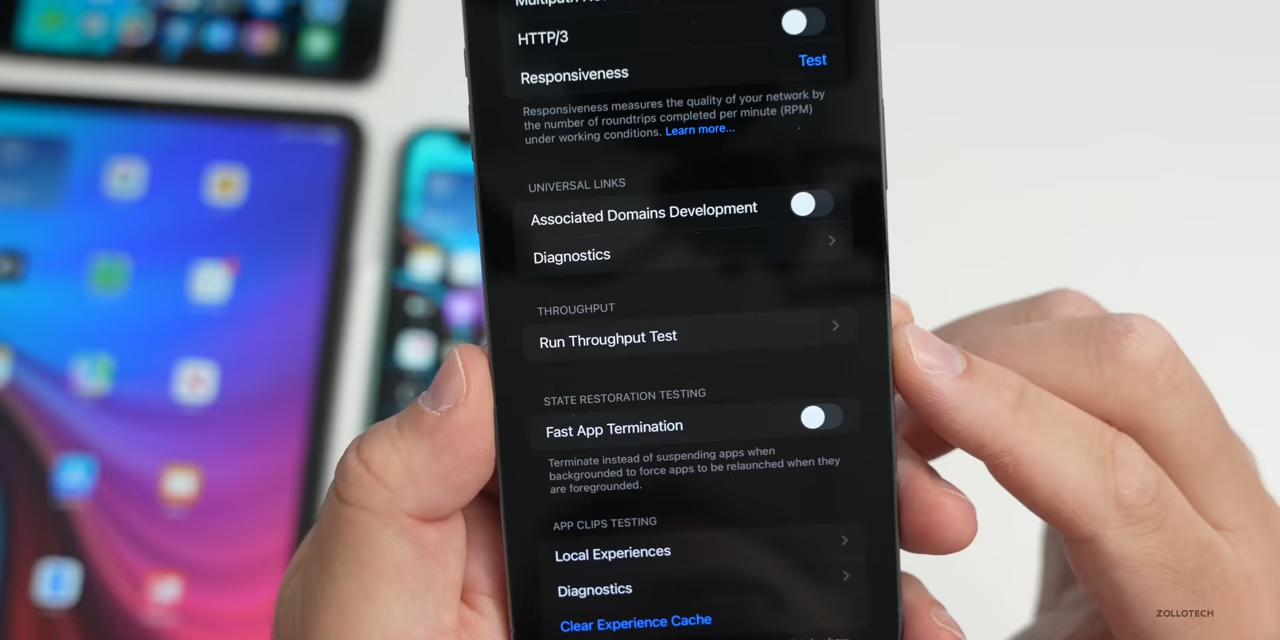 Multipath
HTTP/3
Responsiveness
Test
Responsiveness measures the quality of your network by
the number of roundtrips completed per minute (RPM)
under working conditions. Learn more...
UNIVERSAL LINKS
Associated Domains Development
Diagnostics
THROUGHPUT
Run Throughput Test
STATE RESTORATION TESTING
Fast App Termination
Terminate instead of suspending apps when
backgrounded to force apps to be relaunched when they
are foregrounded.
APP CLIPS TESTING
Local Experiences
Diagnostics
Clear Experience Cache
ZOLLOTECH